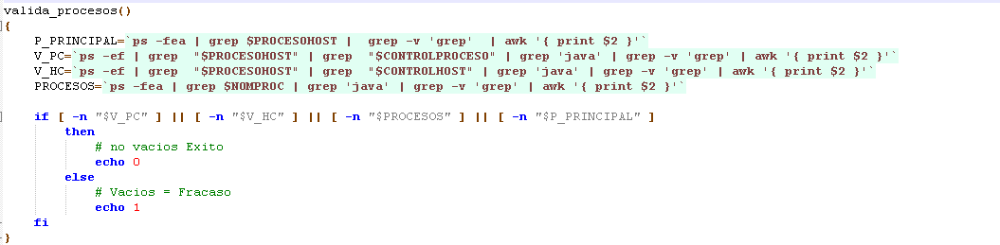 valida_procesos()
{
P_PRINCIPAL=`ps -fea | grep $PROCESOHOST |  grep -v 'grep'  | awk '{ print $2 }'`
V_PC=`ps -ef | grep  "$PROCESOHOST" | grep  "$CONTROLPROCESO" | grep 'java' | grep -v 'grep' | awk '{ print $2 }'`
V_HC=`ps -ef | grep  "$PROCESOHOST" | grep  "$CONTROLHOST" | grep 'java' | grep -v 'grep' | awk '{ print $2 }'`
PROCESOS=`ps -fea | grep $NOMPROC | grep 'java' | grep -v 'grep' | awk '{ print $2 }'`
if [ -n "$V_PC" ] || [ -n "$V_HC" ] || [ -n "$PROCESOS" ] || [ -n "$P_PRINCIPAL" ]
then
# no vacios Exito
echo 0
else
# Vacios = Fracaso
echo 1
fi
}